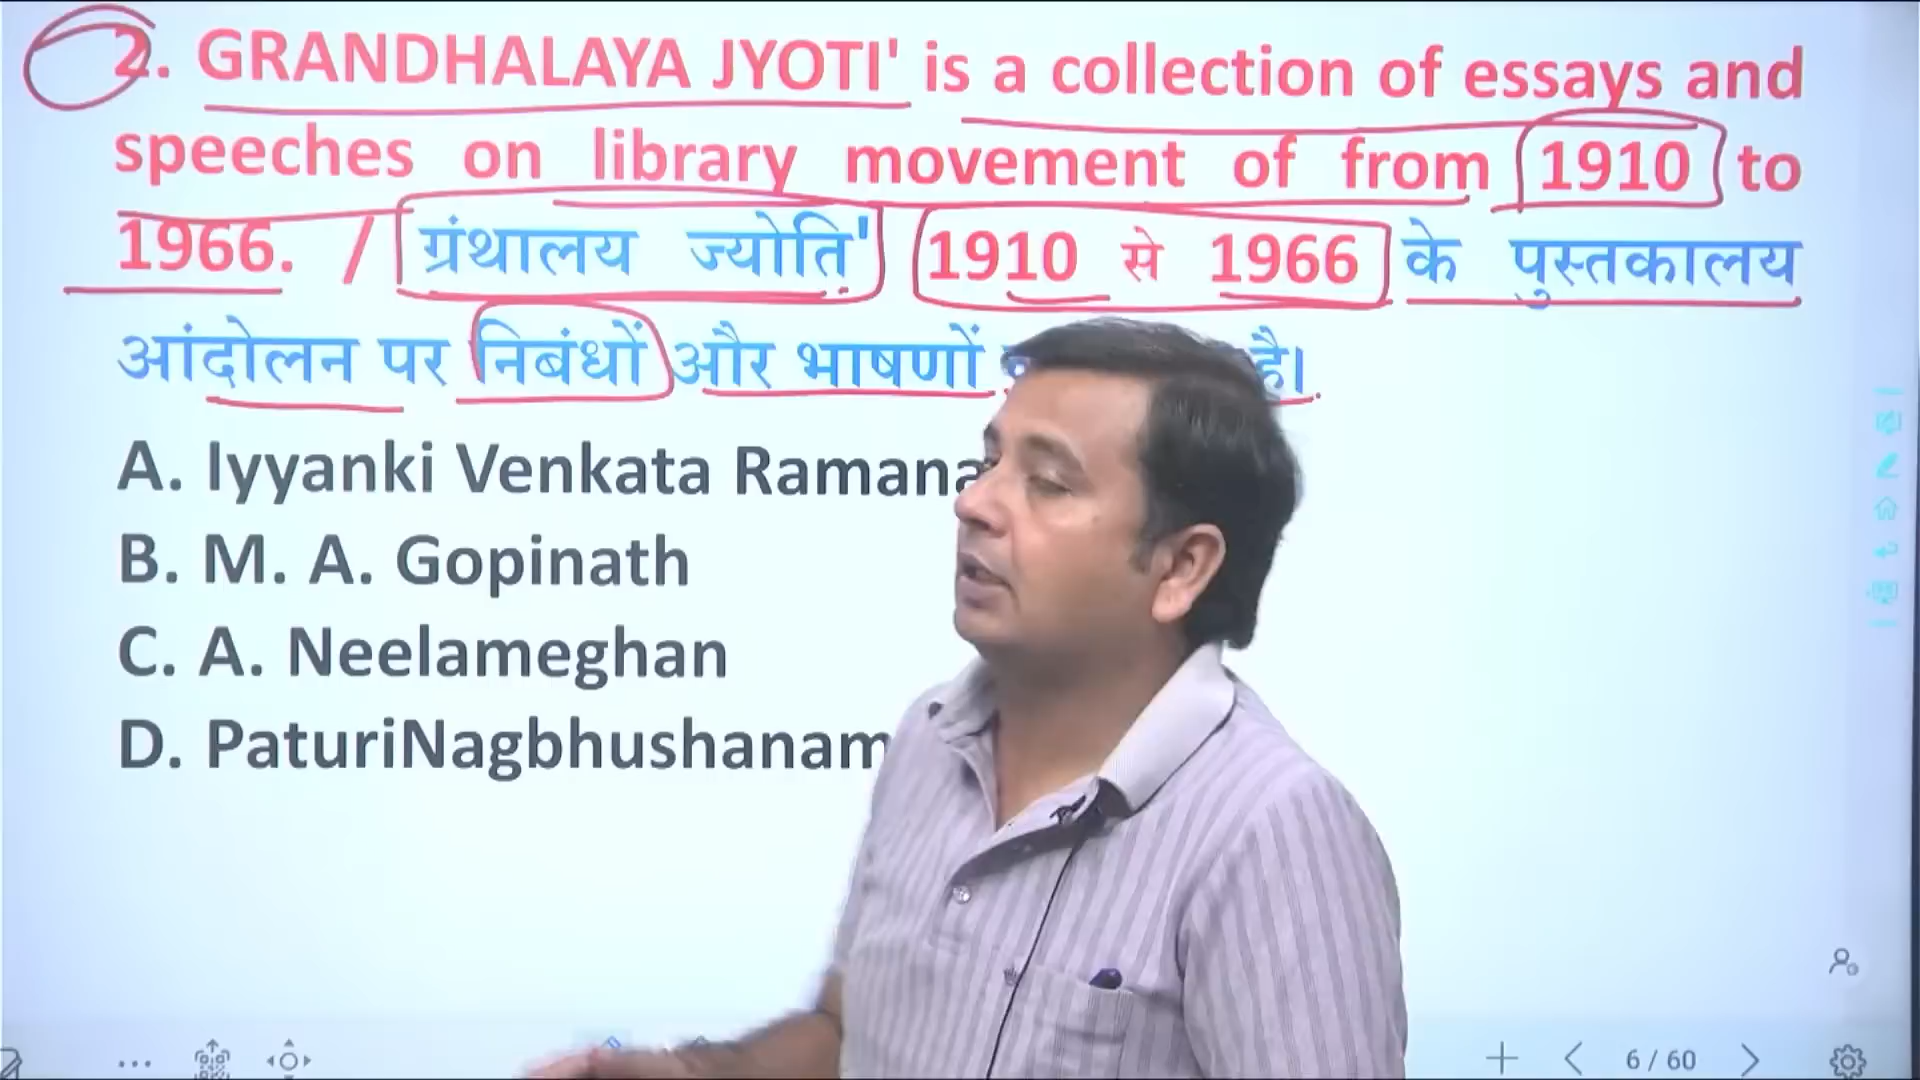 2. GRANDHALAYA JYOTI' is a collection of essays and
speeches on library movement of from 1910 to
1966. / ग्रंथालय ज्योति' 1910 से 1966 के पुस्तकालय
आंदोलन पर निबंधों और भाषणों है।
A. Iyyanki Venkata Ramana
B. M. A. Gopinath
C. A. Neelameghan
D. PaturiNagbhushanam
6 / 60